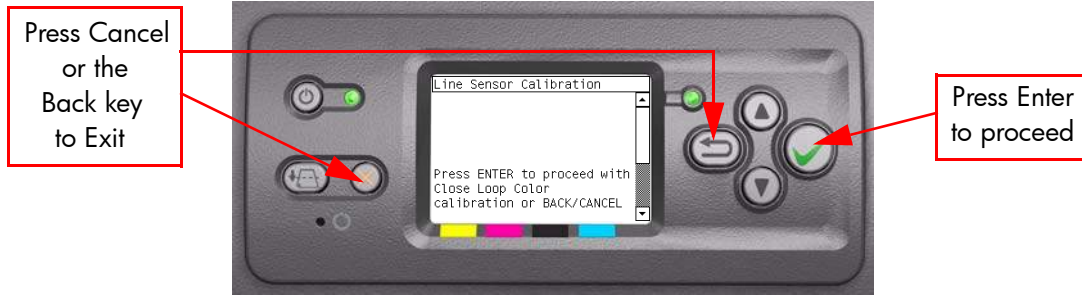 Press Cancel
or the
Back key
to Exit
Line Sensor Calibration
Press ENTER to proceed with
Close Loop Color
calibration or BACK/CANCEL
Press Enter
to proceed